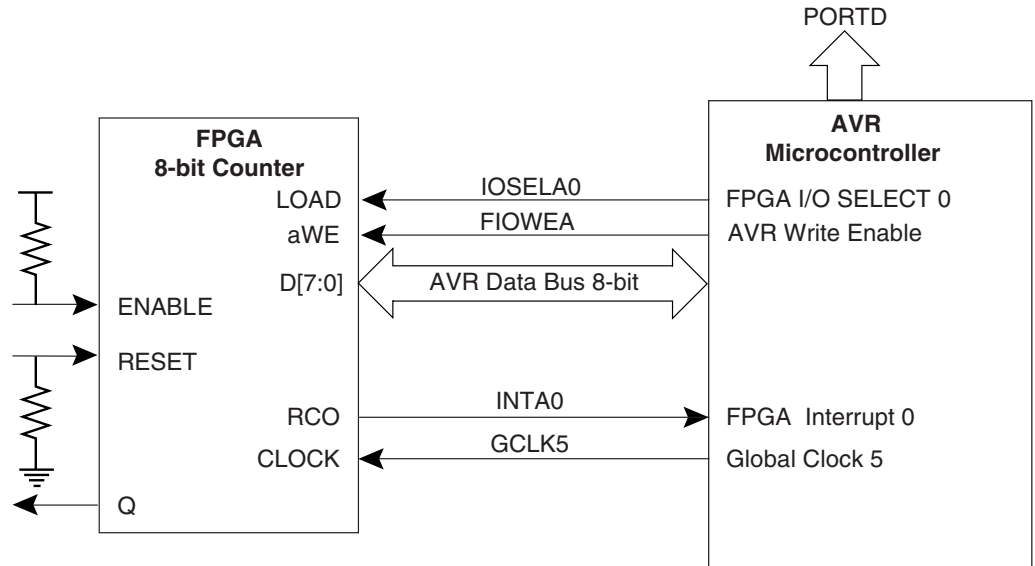 PORTD
FPGA
8-bit Counter
AVR
Microcontroller
LOAD
IOSELA0
FPGA I/O SELECT 0
aWE
FIOWEA
AVR Write Enable
D[7:0]
AVR Data Bus 8-bit
ENABLE
RESET
RCO
INTA0
FPGA Interrupt 0
CLOCK
GCLK5
Global Clock 5
Q